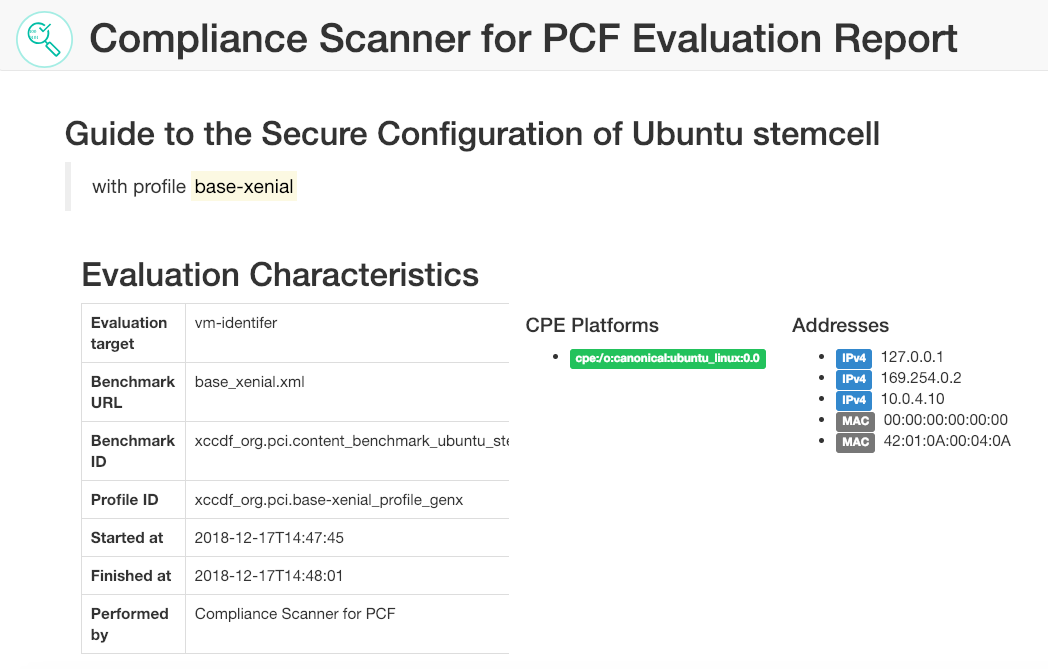 Compliance Scanner for PCF Evaluation Report
Guide to the Secure Configuration of Ubuntu stemcell
with profile base-xenial
Evaluation Characteristics
Evaluation target vm-identifer
Benchmark URL base_xenial.xml
Benchmark ID xccdf_org.pci.content_benchmark_ubuntu_ste
Profile ID xccdf_org.pci.base-xenial_profile_genx
Started at 2018-12-17T14:47:45
Finished at 2018-12-17T14:48:01
Performed by Compliance Scanner for PCF
CPE Platforms
cpe:/o:canonical:ubuntu_linux:0.0
Addresses
IPv4 127.0.0.1
IPv4 169.254.0.2
IPv4 10.0.4.10
MAC 00:00:00:00:00:00
MAC 42:01:0A:00:04:0A